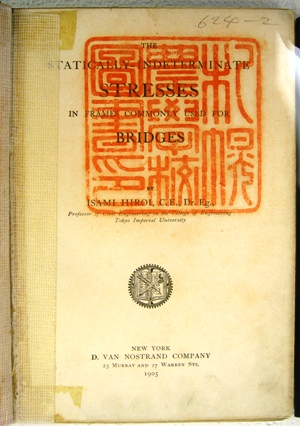 624-2
THE
STATICALLY-INDETERMINATE
STRESSES
IN FRAMES COMMONLY USED FOR
BRIDGES
BY
ISAMI HIROI, C.E., Dr. Eg.,
Professor of Civil Engineering in the College of Engineering
Tokyo Imperial University
NEW YORK
D. VAN NOSTRAND COMPANY
23 MURRAY AND 27 WARREN STS.
1905